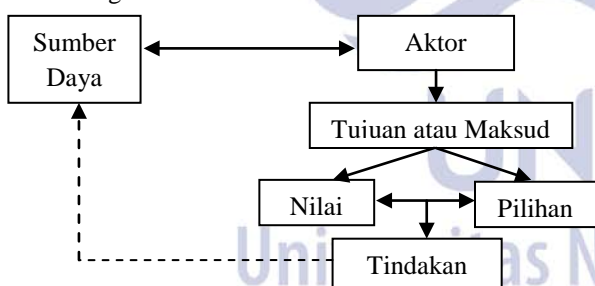 Sumber
Daya
Aktor
Tujuan atau Maksud
Nilai
Pilihan
Tindakan